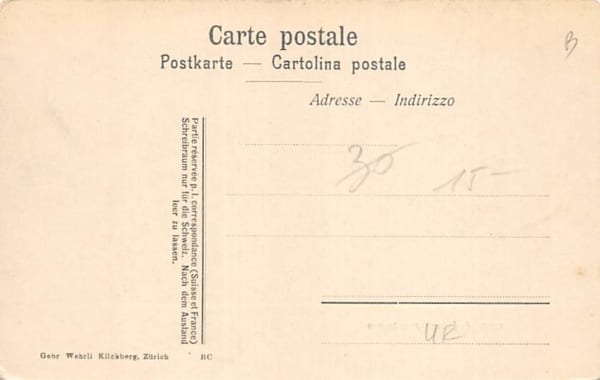 Carte postale
B
Postkarte — Cartolina postale
Adresse — Indirizzo
Partie réservée p. l. correspondance (Suisse et France)
Schreibraum nur für die Schweiz. Nach dem Ausland
leer zu lassen.
30
15-
UR
Gebr Wehrli Kilchberg, Zürich BC